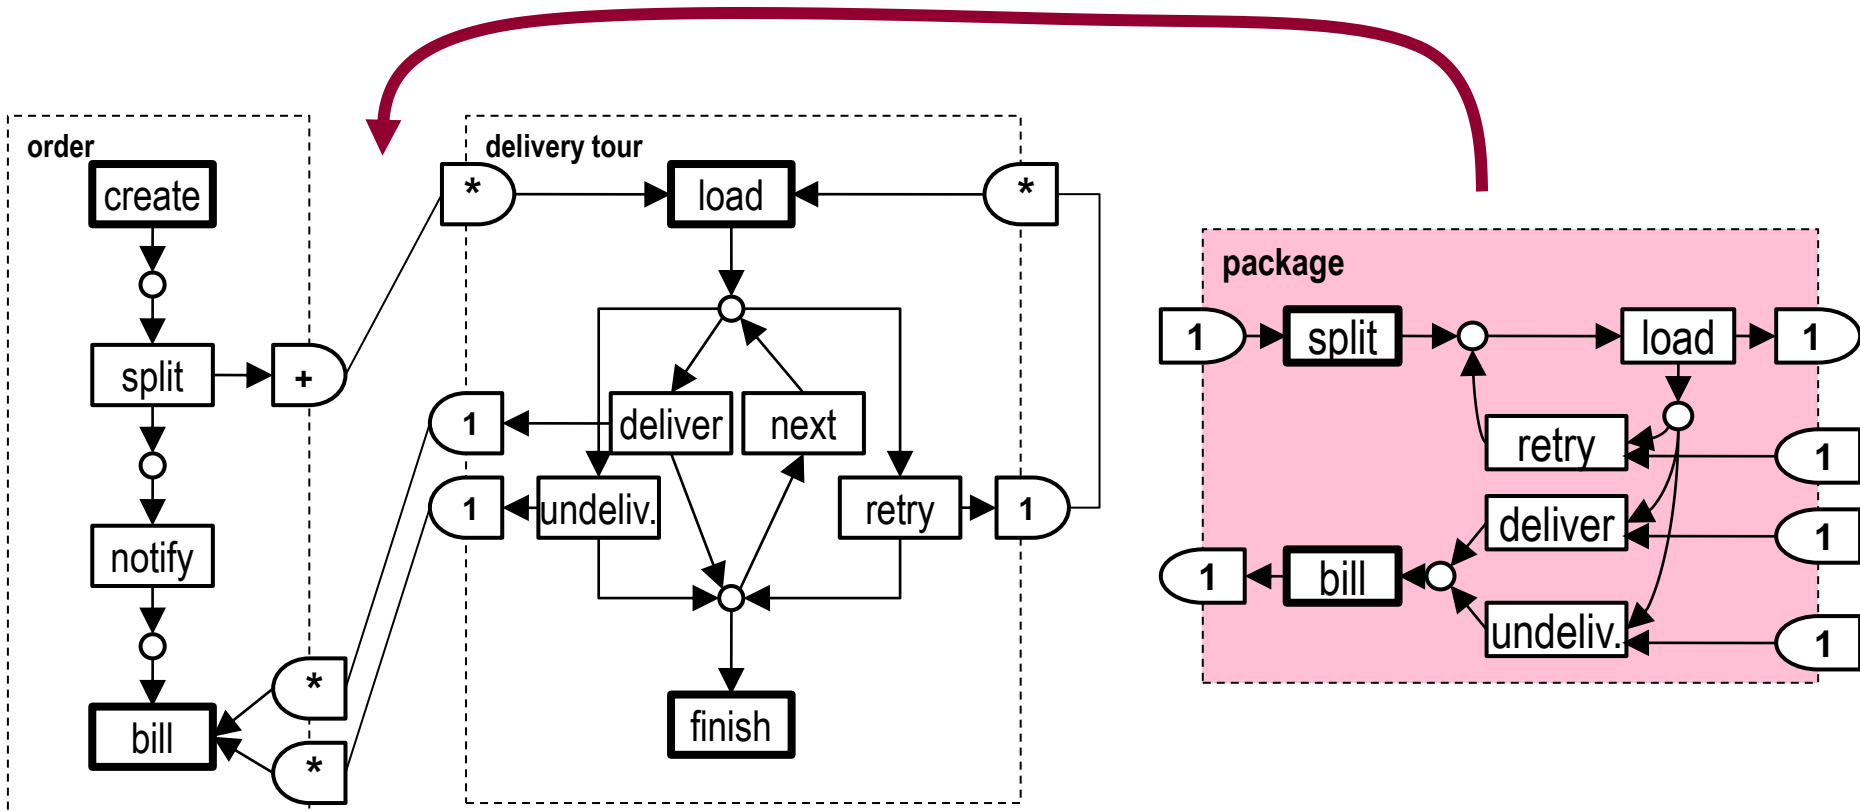 order
create
split
+
notify
bill
*
*
delivery tour
*
load
*
1
deliver
next
1
undeliv.
retry
1
finish
package
1
split
load
1
retry
1
deliver
1
1
bill
undeliv.
1